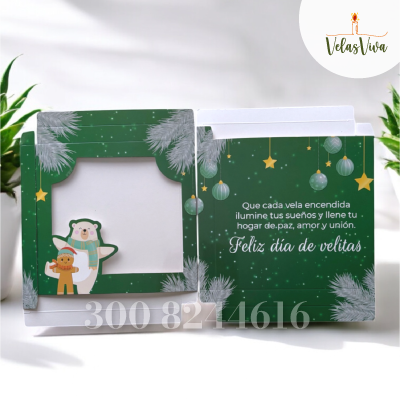 VelasViva
Que cada vela encendida
ilumine tus sueños y llene tu
hogar de paz, amor y unión.
Feliz día de velitas
300 8244616